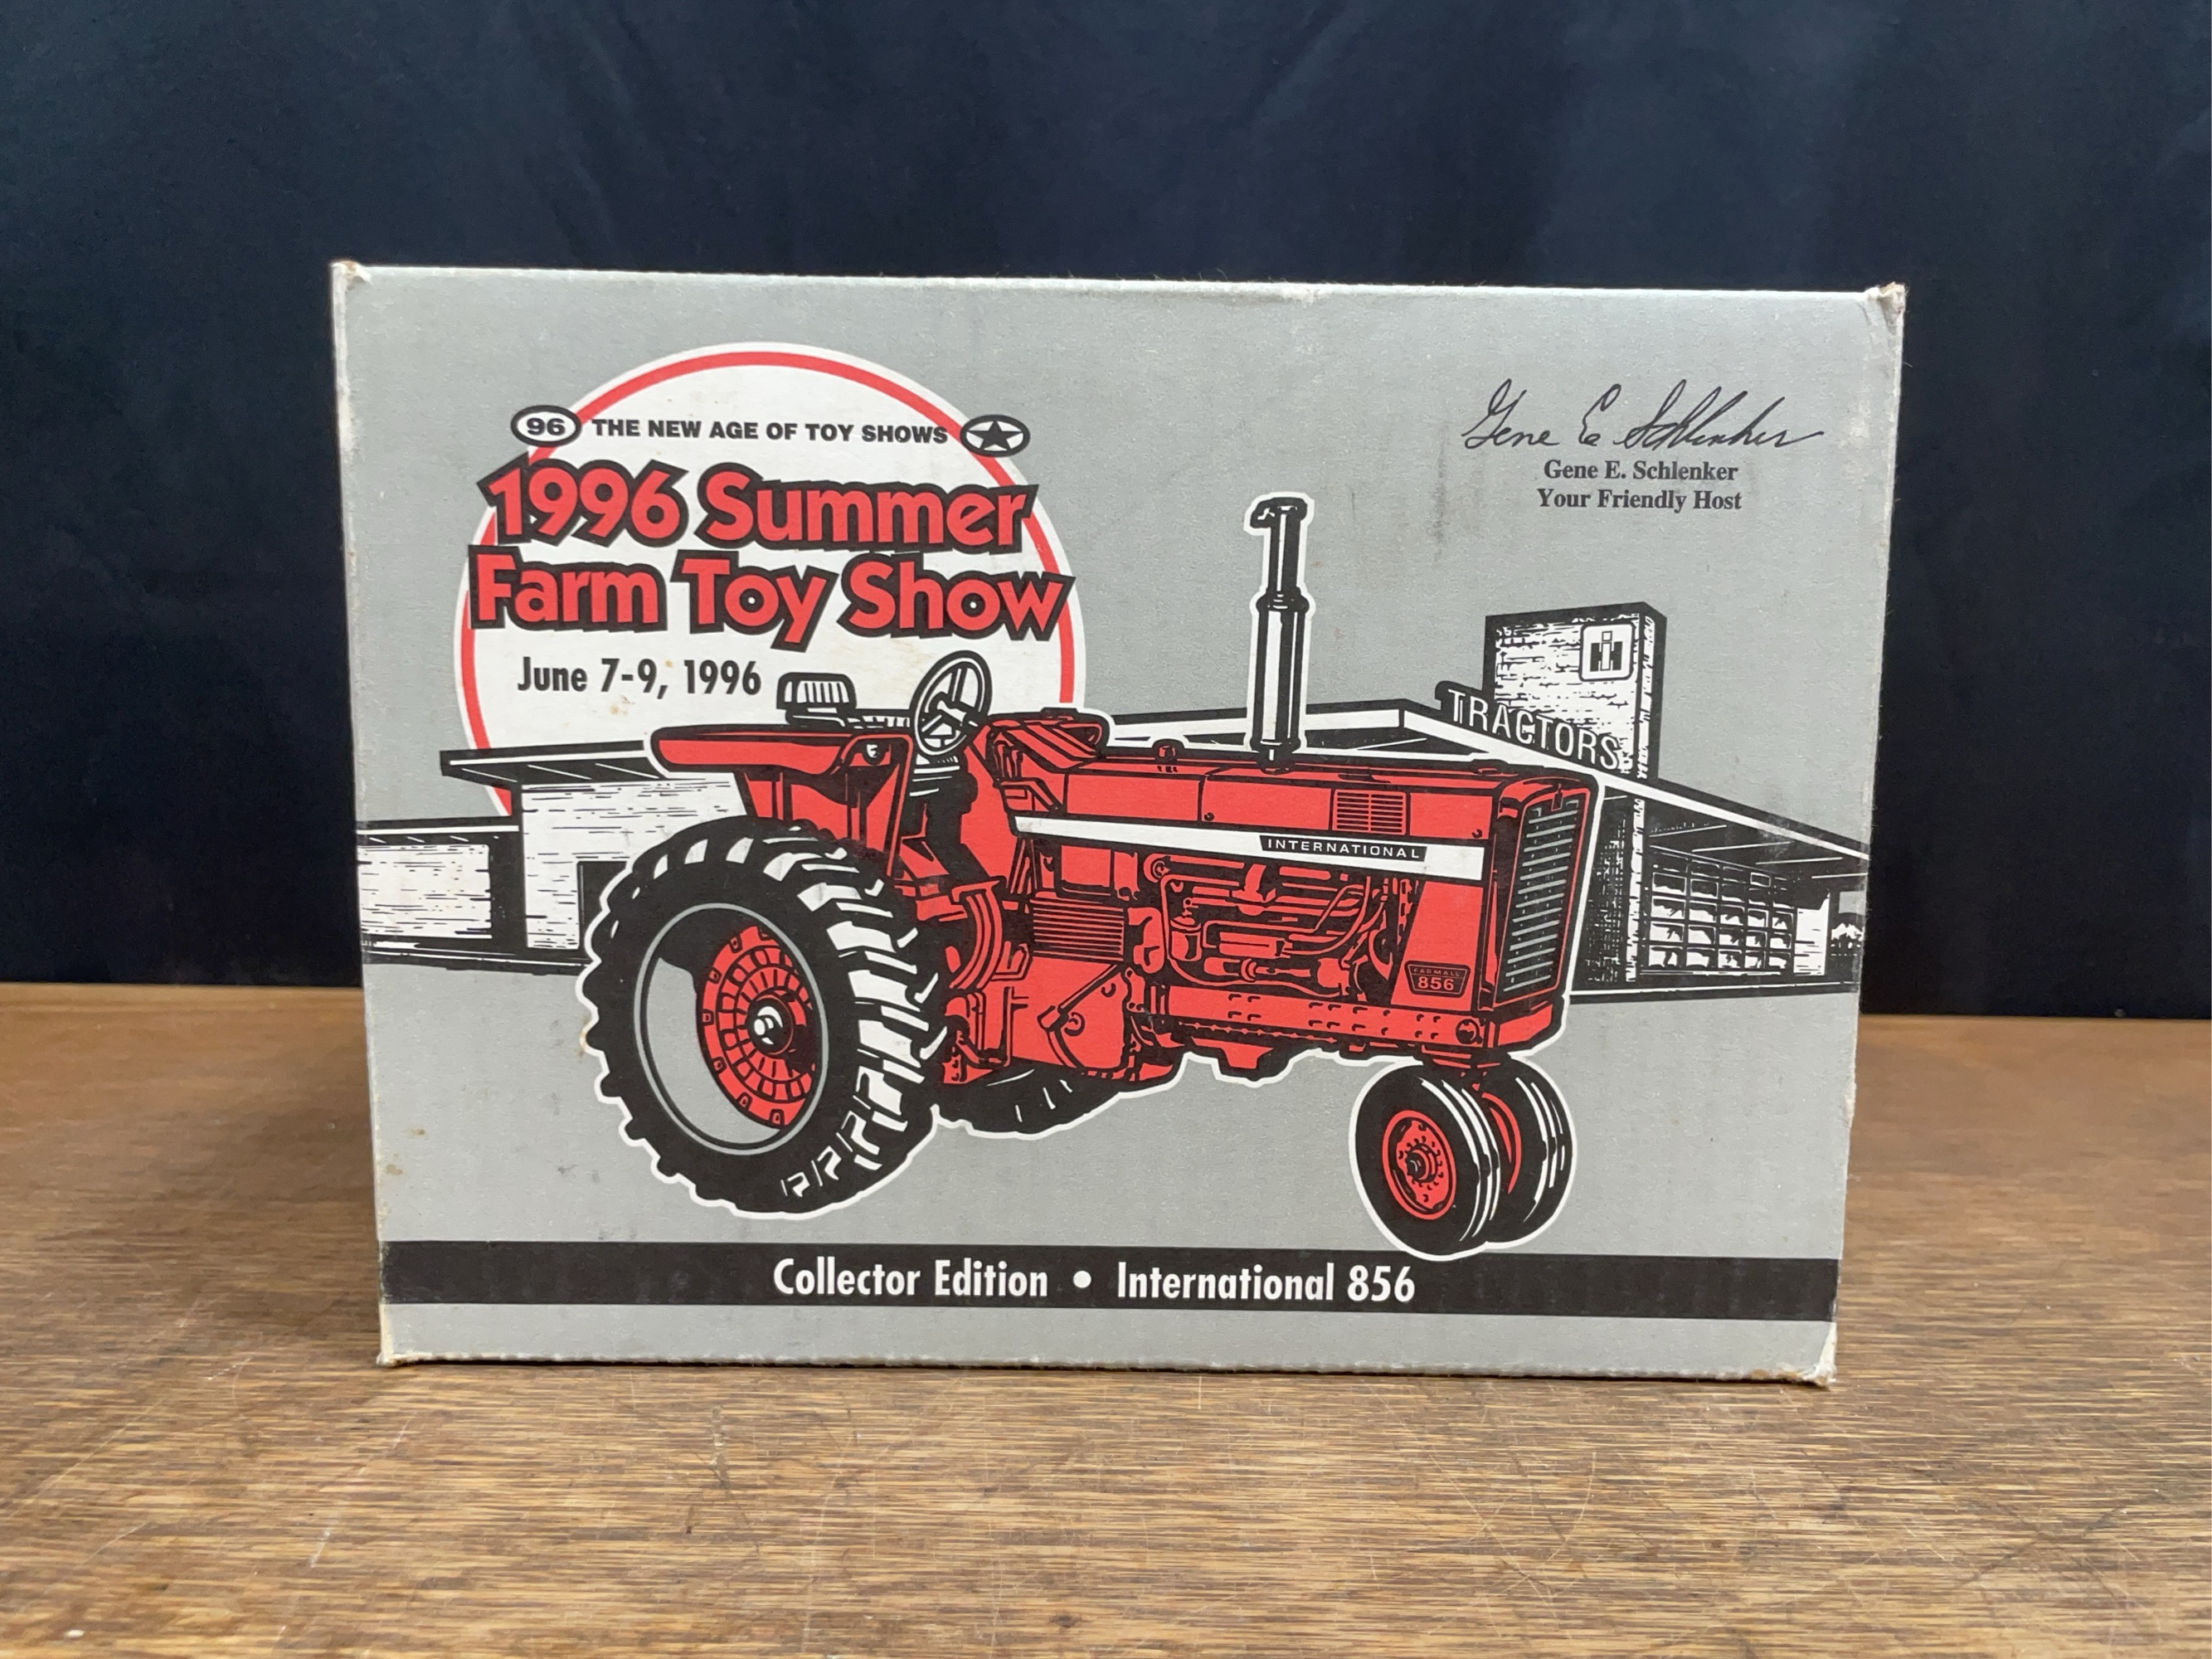 96 THE NEW AGE OF TOY SHOWS
1996 Summer
Farm Toy Show
June 7-9, 1996
Gene E Schlenker
Gene E. Schlenker
Your Friendly Host
IH
TRACTORS
INTERNATIONAL
FARMALL
856
Collector Edition • International 856